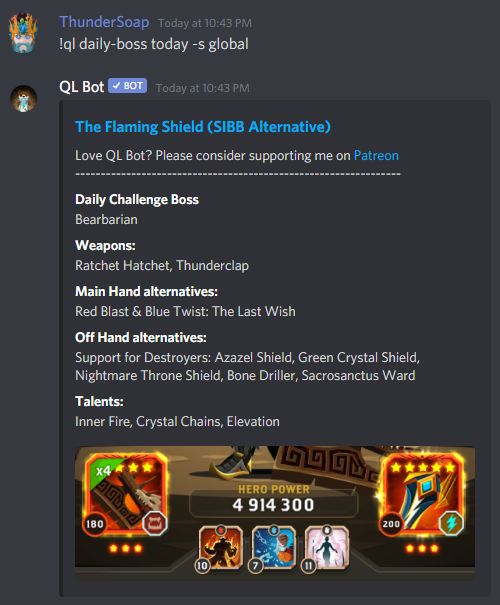 ThunderSoap Today at 10:43 PM
!ql daily-boss today -s global
QL Bot BOT Today at 10:43 PM
The Flaming Shield (SIBB Alternative)
Love QL Bot? Please consider supporting me on Patreon
-----------------------------------------------------------------
Daily Challenge Boss
Bearbarian
Weapons:
Ratchet Hatchet, Thunderclap
Main Hand alternatives:
Red Blast & Blue Twist: The Last Wish
Off Hand alternatives:
Support for Destroyers: Azazel Shield, Green Crystal Shield,
Nightmare Throne Shield, Bone Driller, Sacrosanctus Ward
Talents:
Inner Fire, Crystal Chains, Elevation
x4
HERO POWER
4 914 300
180
200
10
7
11